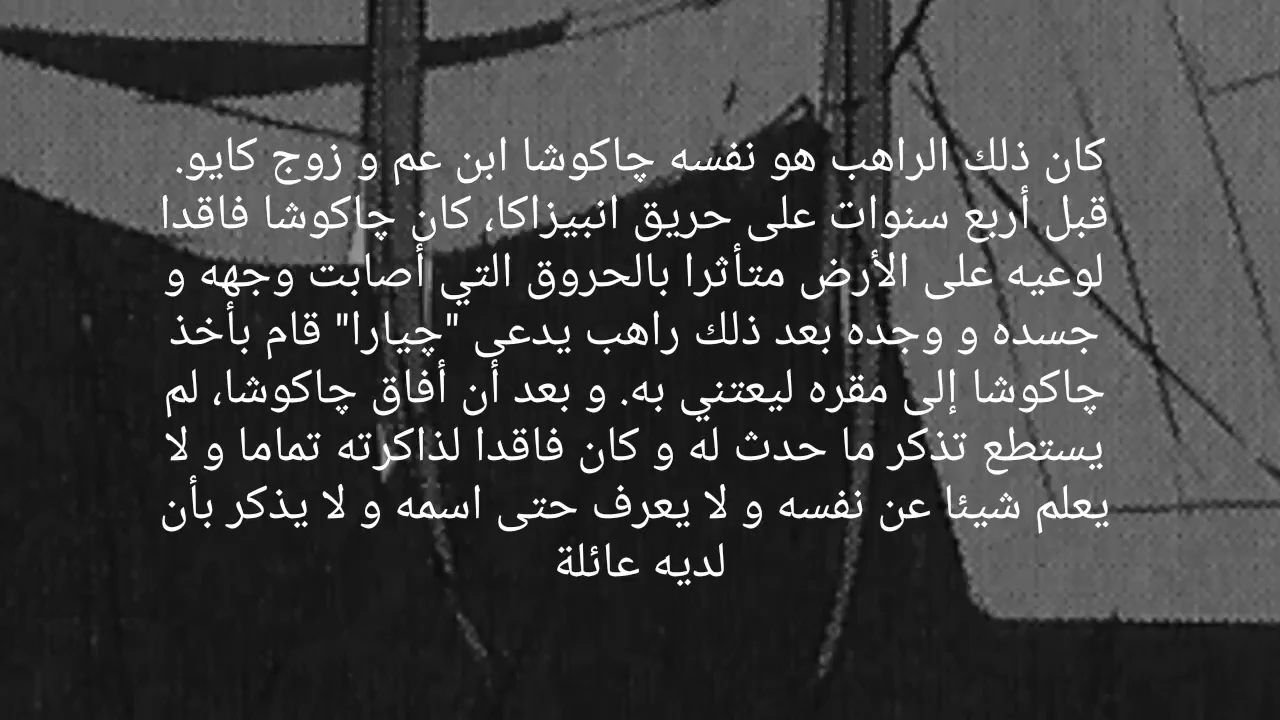 كان ذلك الراهب هو نفسه چاكوشا ابن عم و زوج كايو.
قبل أربع سنوات على حريق انبيزاكا، كان چاكوشا فاقدا
لوعيه على الأرض متأثرا بالحروق التي أصابت وجهه و
جسده و وجده بعد ذلك راهب يدعى "چيارا" قام بأخذ
چاكوشا إلى مقره ليعتني به. و بعد أن أفاق چاكوشا، لم
يستطع تذكر ما حدث له و كان فاقدا لذاكرته تماما و لا
يعلم شيئا عن نفسه و لا يعرف حتى اسمه و لا يذكر بأن
لديه عائلة